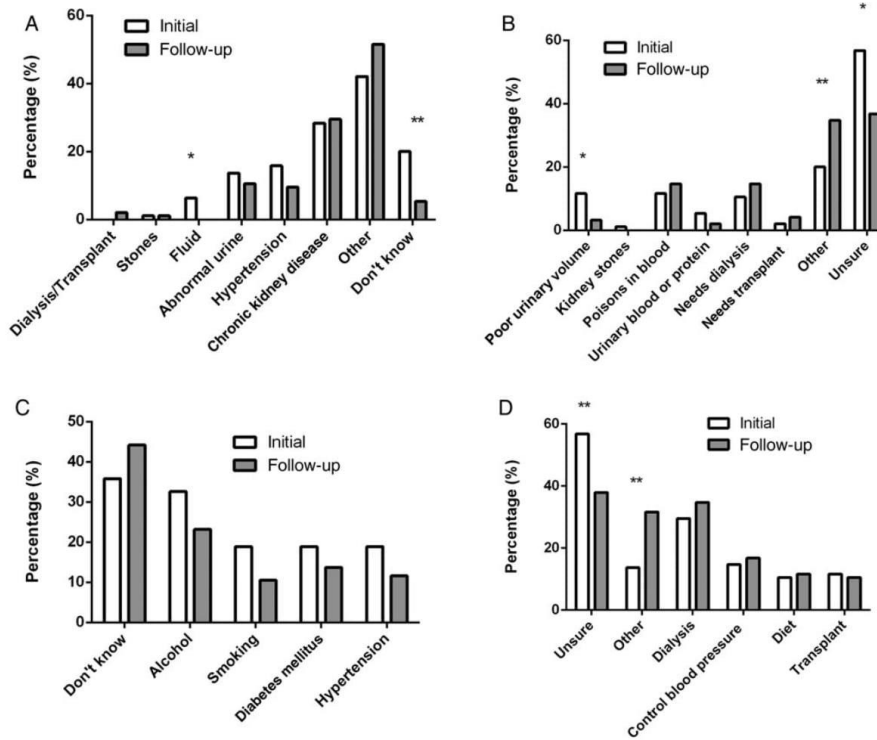 A
Initial
Follow-up
Percentage (%)
60
40
20
0
*
**
Dialysis/Transplant
Stones
Fluid
Abnormal urine
Hypertension
Chronic kidney disease
Other
Don't know
B
Initial
Follow-up
Percentage (%)
60
40
20
0
*
**
*
Poor urinary volume
Kidney stones
Poisons in blood
Urinary blood or protein
Needs dialysis
Needs transplant
Other
Unsure
C
Initial
Follow-up
Percentage (%)
50
40
30
20
10
0
Don't know
Alcohol
Smoking
Diabetes mellitus
Hypertension
D
Initial
Follow-up
Percentage (%)
60
40
20
0
**
**
Unsure
Other
Dialysis
Control blood pressure
Diet
Transplant